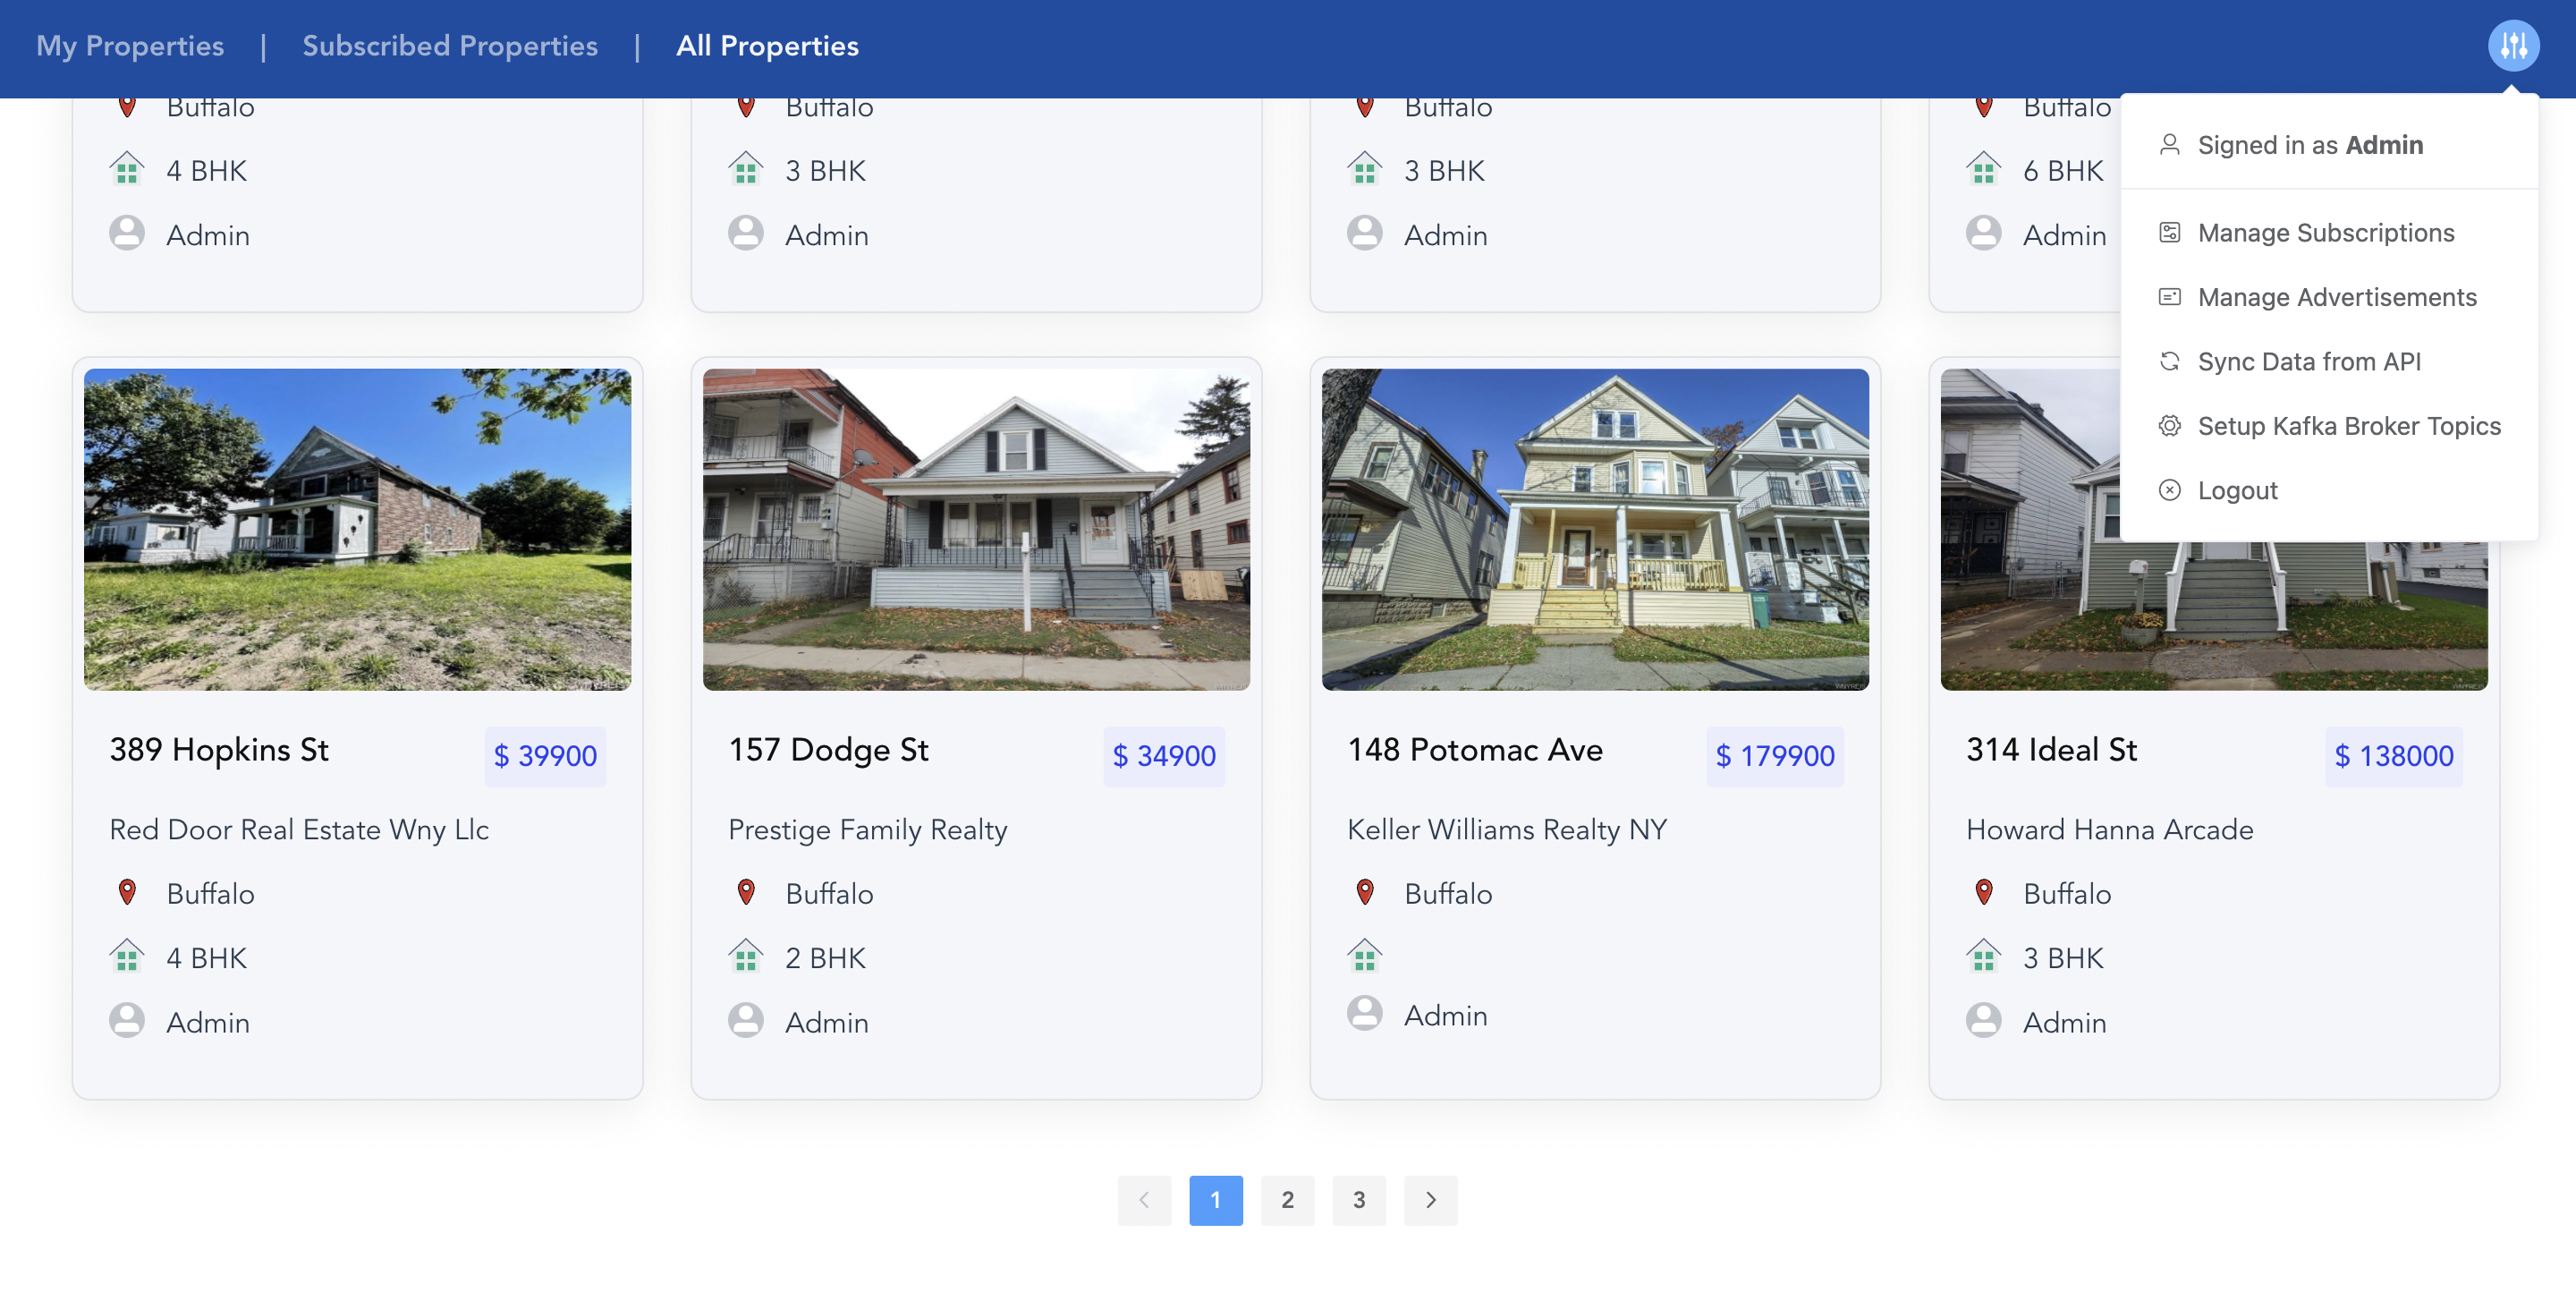 My Properties | Subscribed Properties | All Properties
Buffalo
4 BHK
Admin
Buffalo
3 BHK
Admin
Buffalo
3 BHK
Admin
Buffalo
6 BHK
Admin
Signed in as Admin
Manage Subscriptions
Manage Advertisements
Sync Data from API
Setup Kafka Broker Topics
Logout
389 Hopkins St
$ 39900
Red Door Real Estate Wny Llc
Buffalo
4 BHK
Admin
157 Dodge St
$ 34900
Prestige Family Realty
Buffalo
2 BHK
Admin
148 Potomac Ave
$ 179900
Keller Williams Realty NY
Buffalo
Admin
314 Ideal St
$ 138000
Howard Hanna Arcade
Buffalo
3 BHK
Admin
1 2 3